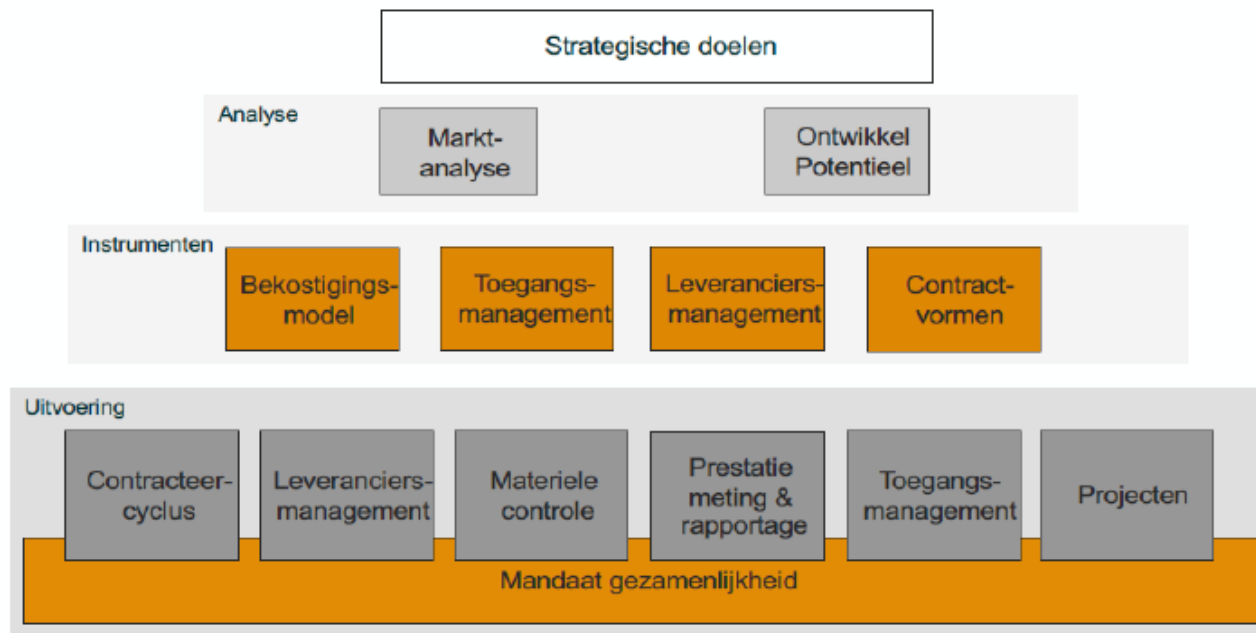 Strategische doelen
Analyse
Markt-
analyse
Ontwikkel
Potentieel
Instrumenten
Bekostigings-
model
Toegangs-
management
Leveranciers-
management
Contract-
vormen
Uitvoering
Contracteer-
cyclus
Leveranciers-
management
Materiele
controle
Prestatie
meting &
rapportage
Toegangs-
management
Projecten
Mandaat gezamenlijkheid